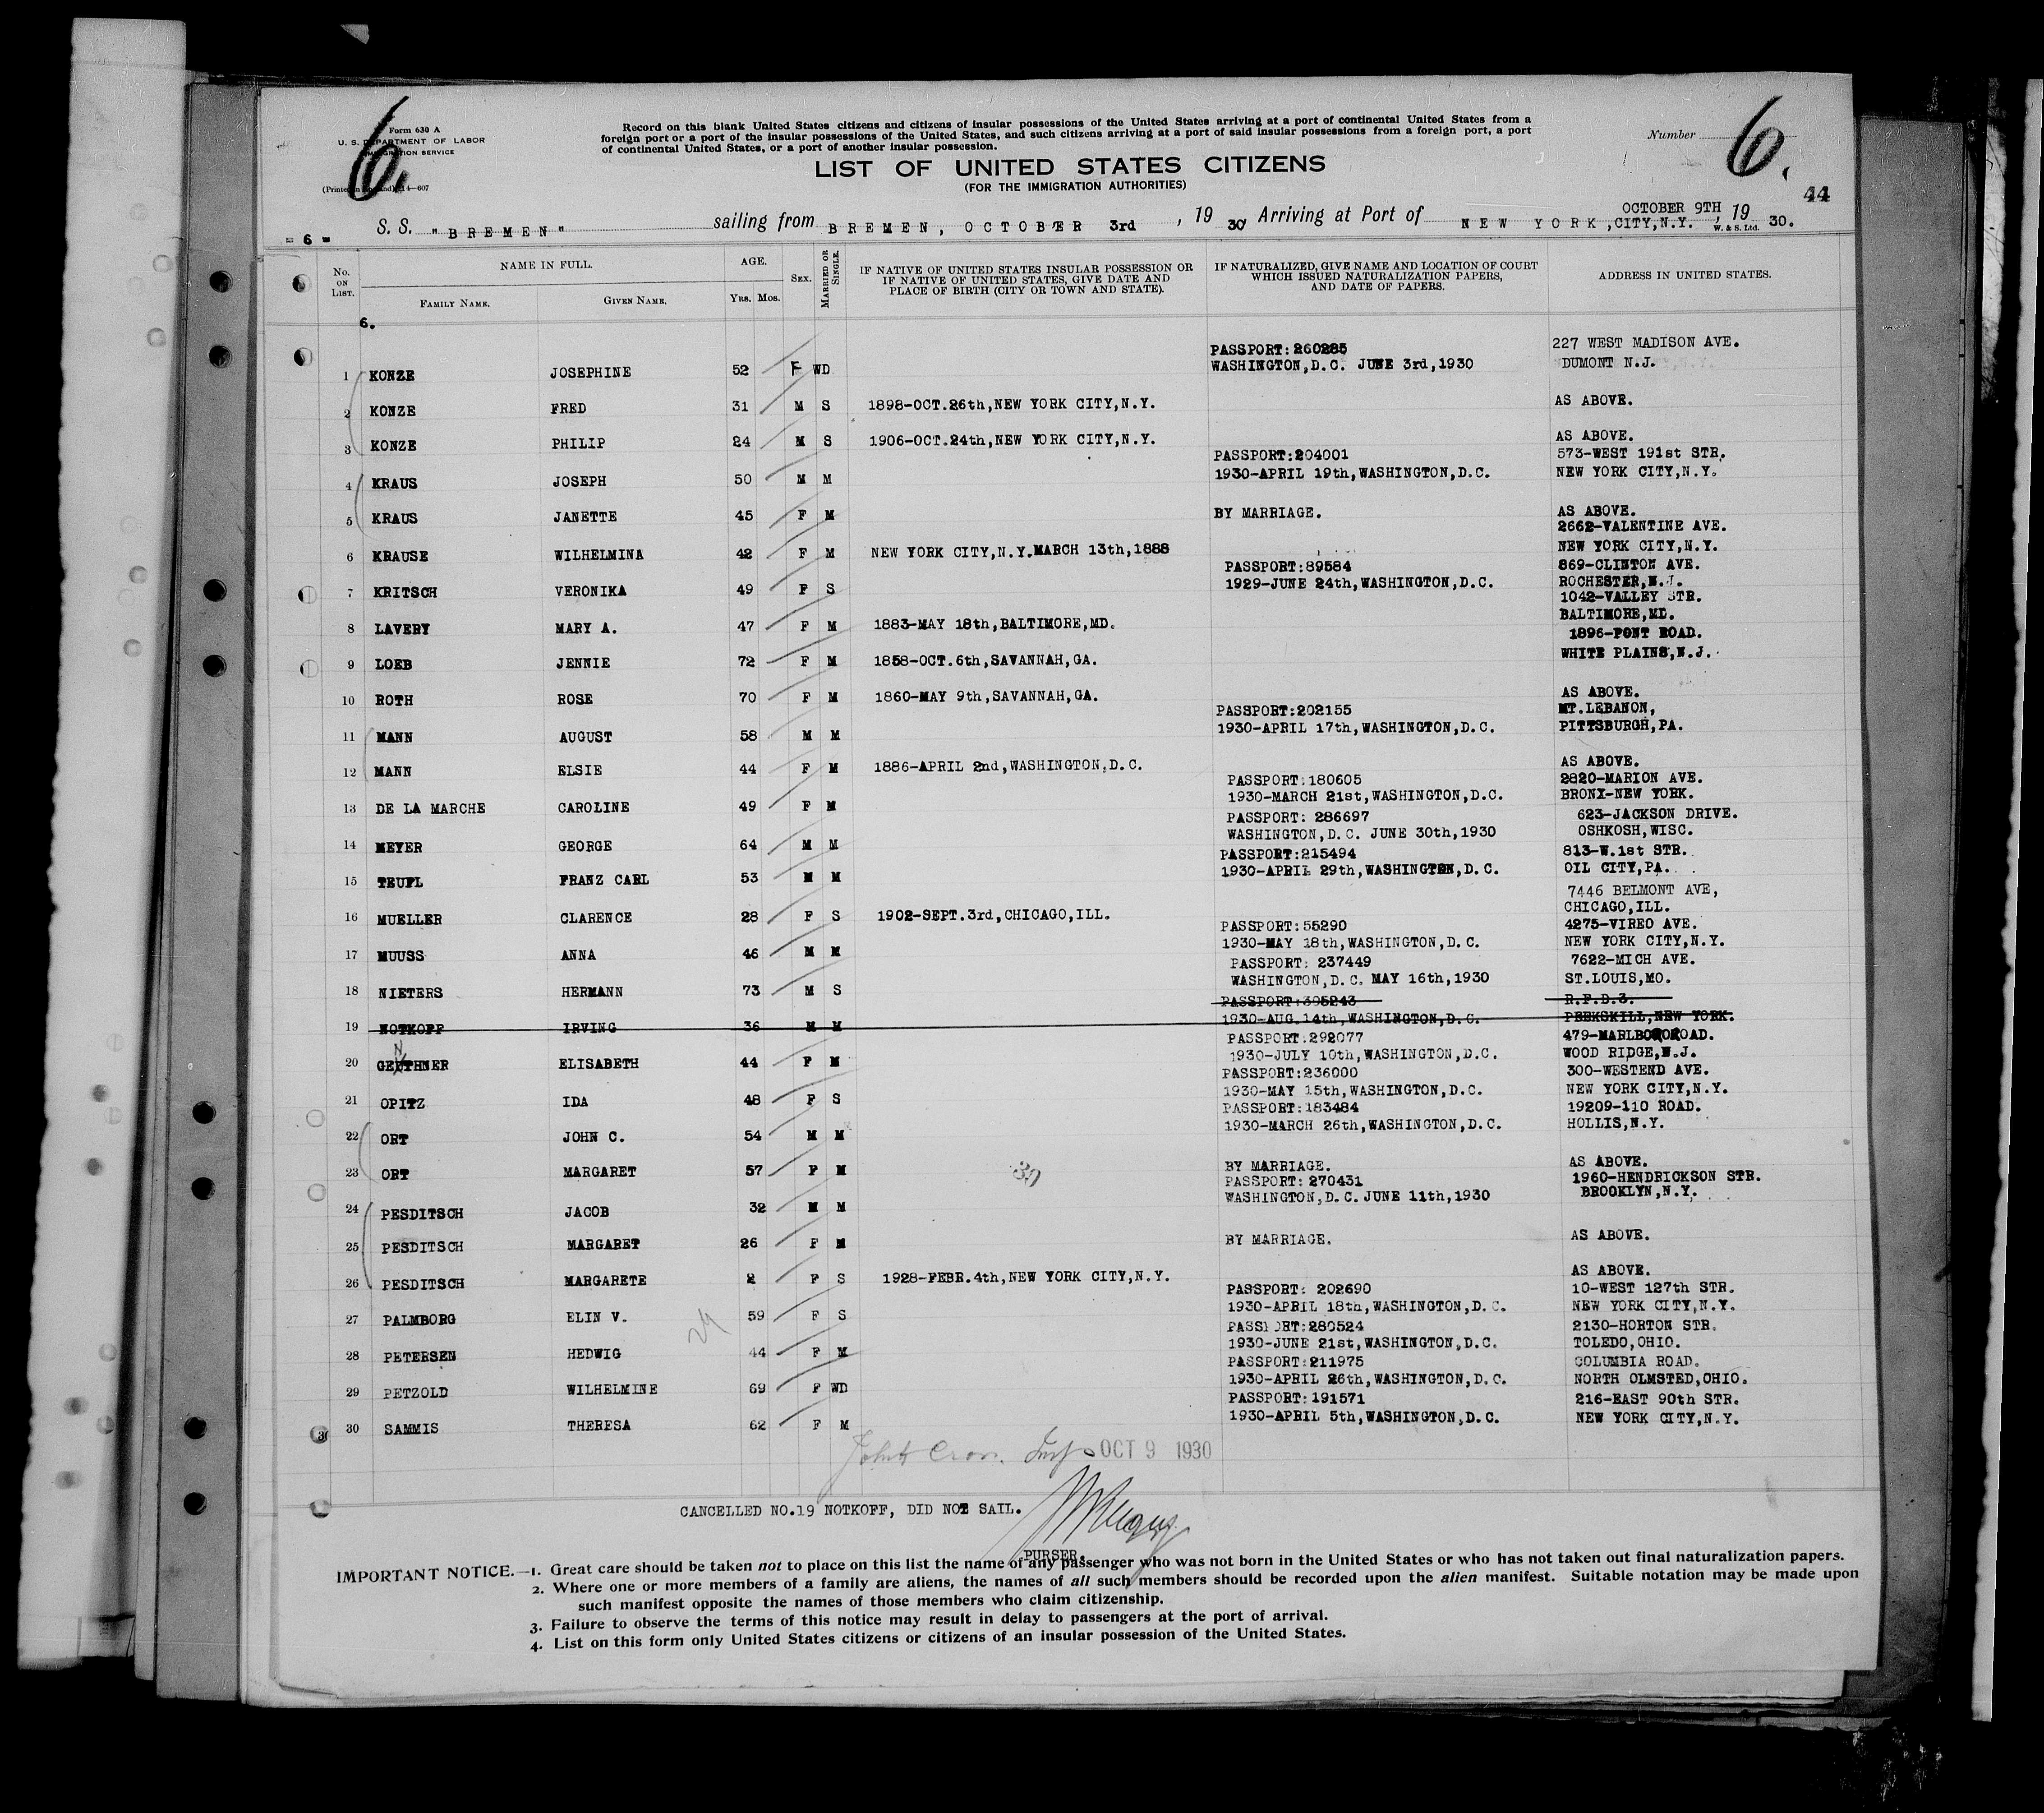 Form 630 A
U. S. DEPARTMENT OF LABOR
IMMIGRATION SERVICE
(Printed in England) 14—607
6.
Record on this blank United States citizens and citizens of insular possessions of the United States arriving at a port of continental United States from a
foreign port or a port of the insular possessions of the United States, and such citizens arriving at a port of said insular possessions from a foreign port, a port
of continental United States, or a port of another insular possession.
Number 6.
LIST OF UNITED STATES CITIZENS
(FOR THE IMMIGRATION AUTHORITIES)
44
S. S. "BREMEN" sailing from BREMEN, OCTOBER 3rd, 1930 Arriving at Port of NEW YORK,CITY,N.Y. OCTOBER 9TH, 1930.
W. & S. Ltd.
- 6 -
No. ON LIST. NAME IN FULL. AGE. SEX. MARRIED OR SINGLE. IF NATIVE OF UNITED STATES INSULAR POSSESSION OR IF NATIVE OF UNITED STATES, GIVE DATE AND PLACE OF BIRTH (CITY OR TOWN AND STATE). IF NATURALIZED, GIVE NAME AND LOCATION OF COURT WHICH ISSUED NATURALIZATION PAPERS, AND DATE OF PAPERS. ADDRESS IN UNITED STATES.
FAMILY NAME. GIVEN NAME. Yrs. Mos.
6.
PASSPORT:260285 227 WEST MADISON AVE.
1 KONZE JOSEPHINE 52 F WD WASHINGTON,D.C. JUNE 3rd,1930 DUMONT N.J.
2 KONZE FRED 31 M S 1898-OCT.26th,NEW YORK CITY,N.Y. AS ABOVE.
3 KONZE PHILIP 24 M S 1906-OCT.24th,NEW YORK CITY,N.Y. AS ABOVE.
PASSPORT:204001 573-WEST 191st STR.
4 KRAUS JOSEPH 50 M M 1930-APRIL 19th,WASHINGTON,D.C. NEW YORK CITY,N.Y.
5 KRAUS JANETTE 45 F M BY MARRIAGE. AS ABOVE.
2662-VALENTINE AVE.
6 KRAUSE WILHELMINA 42 F M NEW YORK CITY,N.Y.MARCH 13th,1888 NEW YORK CITY,N.Y.
PASSPORT:89584 869-CLINTON AVE.
7 KRITSCH VERONIKA 49 F S 1929-JUNE 24th,WASHINGTON,D.C. ROCHESTER,N.J.
1042-VALLEY STR.
8 LAVERY MARY A. 47 F M 1883-MAY 18th,BALTIMORE,MD. BALTIMORE,MD.
1896-PONT ROAD.
9 LOEB JENNIE 72 F M 1858-OCT.6th,SAVANNAH,GA. WHITE PLAINS,N.J.
10 ROTH ROSE 70 F M 1860-MAY 9th,SAVANNAH,GA. AS ABOVE.
PASSPORT:202155 MT.LEBANON,
11 MANN AUGUST 58 M M 1930-APRIL 17th,WASHINGTON,D.C. PITTSBURGH,PA.
12 MANN ELSIE 44 F M 1886-APRIL 2nd,WASHINGTON,D.C. AS ABOVE.
PASSPORT:180605 2820-MARION AVE.
13 DE LA MARCHE CAROLINE 49 F M 1930-MARCH 21st,WASHINGTON,D.C. BRONX-NEW YORK.
PASSPORT: 286697 623-JACKSON DRIVE.
14 MEYER GEORGE 64 M M WASHINGTON,D.C. JUNE 30th,1930 OSHKOSH,WISC.
PASSPORT:215494 813-W.1st STR.
15 TEUFL FRANZ CARL 53 M M 1930-APRIL 29th,WASHINGTON,D.C. OIL CITY,PA.
7446 BELMONT AVE,
16 MUELLER CLARENCE 28 F S 1902-SEPT.3rd,CHICAGO,ILL. CHICAGO,ILL.
PASSPORT:55290 4275-VIREO AVE.
17 MUUSS ANNA 46 M M 1930-MAY 18th,WASHINGTON,D.C. NEW YORK CITY,N.Y.
PASSPORT: 237449 7622-MICH AVE.
18 NIETERS HERMANN 73 M S WASHINGTON,D.C. MAY 16th,1930 ST.LOUIS,MO.
PASSPORT:395243 R.F.D.3.
19 NOTKOFF IRVING 36 M M 1930-AUG.14th,WASHINGTON,D.C. PEEKSKILL,NEW YORK.
PASSPORT:292077 479-MARLBOROROAD.
20 GENTHNER ELISABETH 44 F M 1930-JULY 10th,WASHINGTON,D.C. WOOD RIDGE,N.J.
PASSPORT:236000 300-WESTEND AVE.
21 OPITZ IDA 48 F S 1930-MAY 15th,WASHINGTON,D.C. NEW YORK CITY,N.Y.
PASSPORT:183484 19209-110 ROAD.
22 ORT JOHN C. 54 M M 1930-MARCH 26th,WASHINGTON,D.C. HOLLIS,N.Y.
23 ORT MARGARET 57 F M 30 BY MARRIAGE. AS ABOVE.
PASSPORT: 270431 1960-HENDRICKSON STR.
24 PESDITSCH JACOB 32 M M WASHINGTON,D.C. JUNE 11th,1930 BROOKLYN,N.Y.
25 PESDITSCH MARGARET 26 F M BY MARRIAGE. AS ABOVE.
26 PESDITSCH MARGARETE 2 F S 1928-FEBR.4th,NEW YORK CITY,N.Y. AS ABOVE.
PASSPORT: 202690 10-WEST 127th STR.
27 PALMBORG ELIN V. 59 F S 1930-APRIL 18th,WASHINGTON,D.C. NEW YORK CITY,N.Y.
29
PASSPORT:280524 2130-HORTON STR.
28 PETERSEN HEDWIG 44 F M 1930-JUNE 21st,WASHINGTON,D.C. TOLEDO,OHIO.
PASSPORT:211975 COLUMBIA ROAD.
29 PETZOLD WILHELMINE 69 F WD 1930-APRIL 26th,WASHINGTON,D.C. NORTH OLMSTED,OHIO.
PASSPORT:191571 216-EAST 90th STR.
30 SAMMIS THERESA 62 F M 1930-APRIL 5th,WASHINGTON,D.C. NEW YORK CITY,N.Y.
OCT 9 1930
CANCELLED NO.19 NOTKOFF, DID NOT SAIL.
PURSER.
IMPORTANT NOTICE.—1. Great care should be taken not to place on this list the name of any passenger who was not born in the United States or who has not taken out final naturalization papers.
2. Where one or more members of a family are aliens, the names of all such members should be recorded upon the alien manifest. Suitable notation may be made upon
such manifest opposite the names of those members who claim citizenship.
3. Failure to observe the terms of this notice may result in delay to passengers at the port of arrival.
4. List on this form only United States citizens or citizens of an insular possession of the United States.